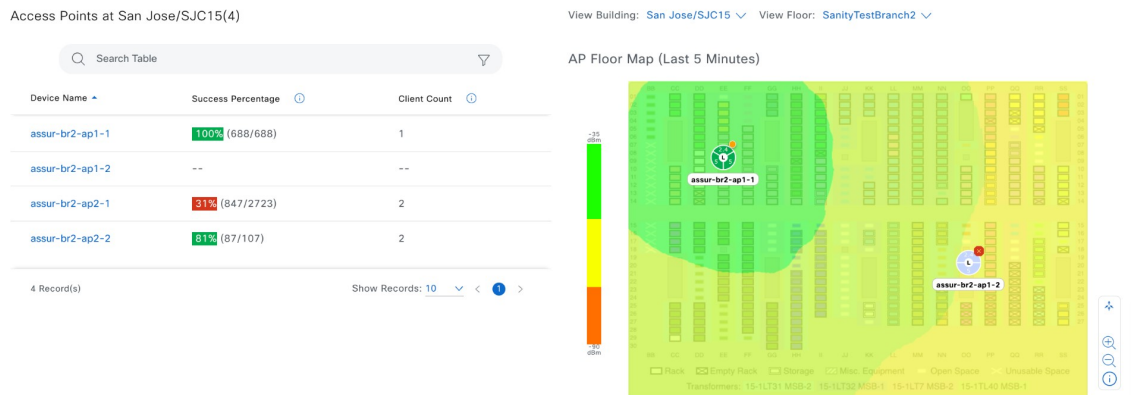 Access Points at San Jose/SJC15(4)
View Building: San Jose/SJC15 View Floor: SanityTestBranch2
Search Table
AP Floor Map (Last 5 Minutes)
Device Name Success Percentage Client Count
assur-br2-ap1-1 100% (688/688) 1
assur-br2-ap1-2 -- --
assur-br2-ap2-1 31% (847/2723) 2
assur-br2-ap2-2 81% (87/107) 2
4 Record(s) Show Records: 10 1
-35
dBm
-90
dBm
L
assur-br2-ap1-1
L
assur-br2-ap1-2
Rack Empty Rack Storage Misc. Equipment Open Space Unusable Space
Transformers: 15-1LT31 MSB-2 15-1LT32 MSB-1 15-1LT7 MSB-2 15-1TL40 MSB-1